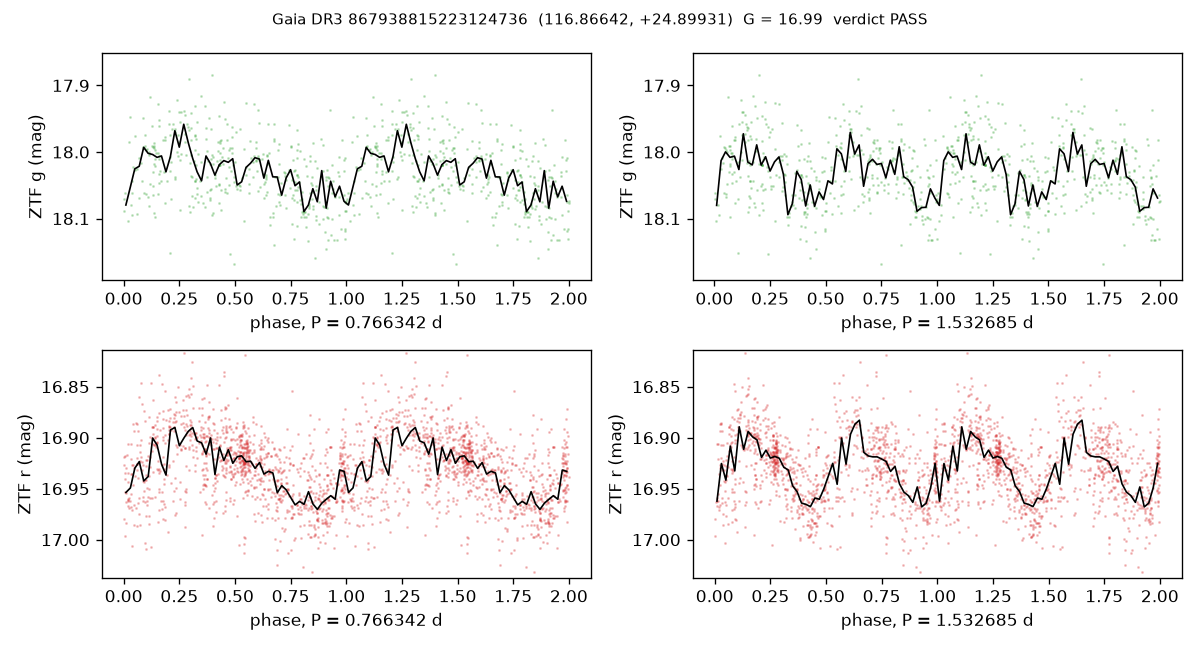 Gaia DR3 867938815223124736 (116.86642, +24.89931) G = 16.99 verdict PASS
ZTF g (mag)
17.9
18.0
18.1
0.00 0.25 0.50 0.75 1.00 1.25 1.50 1.75 2.00
phase, P = 0.766342 d
ZTF g (mag)
17.9
18.0
18.1
0.00 0.25 0.50 0.75 1.00 1.25 1.50 1.75 2.00
phase, P = 1.532685 d
ZTF r (mag)
16.85
16.90
16.95
17.00
0.00 0.25 0.50 0.75 1.00 1.25 1.50 1.75 2.00
phase, P = 0.766342 d
ZTF r (mag)
16.85
16.90
16.95
17.00
0.00 0.25 0.50 0.75 1.00 1.25 1.50 1.75 2.00
phase, P = 1.532685 d